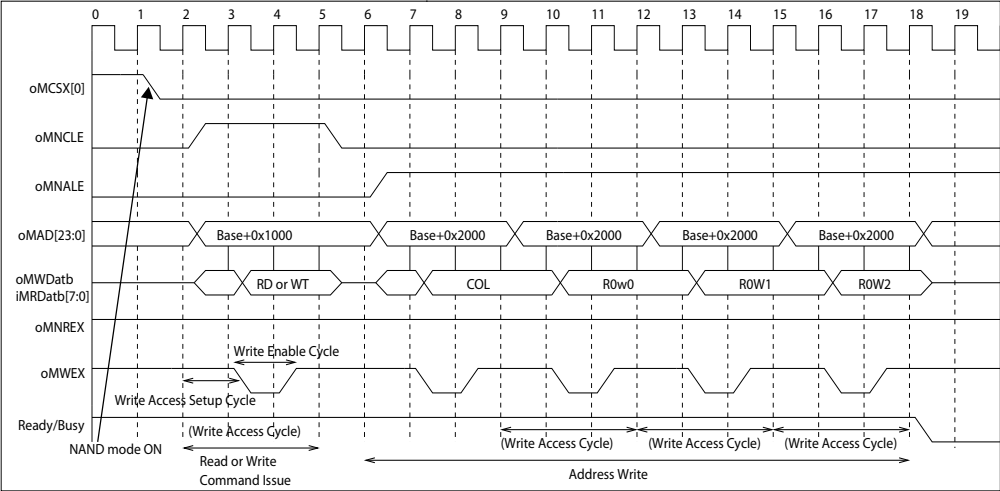 0 1 2 3 4 5 6 7 8 9 10 11 12 13 14 15 16 17 18 19
oMCSX[0]
oMNCLE
oMNALE
oMAD[23:0] Base+0x1000 Base+0x2000 Base+0x2000 Base+0x2000 Base+0x2000
oMWDatb
iMRDatb[7:0]
RD or WT COL R0w0 R0W1 R0W2
oMNREX
Write Enable Cycle
oMWEX
Write Access Setup Cycle
Ready/Busy
(Write Access Cycle) (Write Access Cycle) (Write Access Cycle) (Write Access Cycle)
NAND mode ON
Read or Write
Command Issue
Address Write